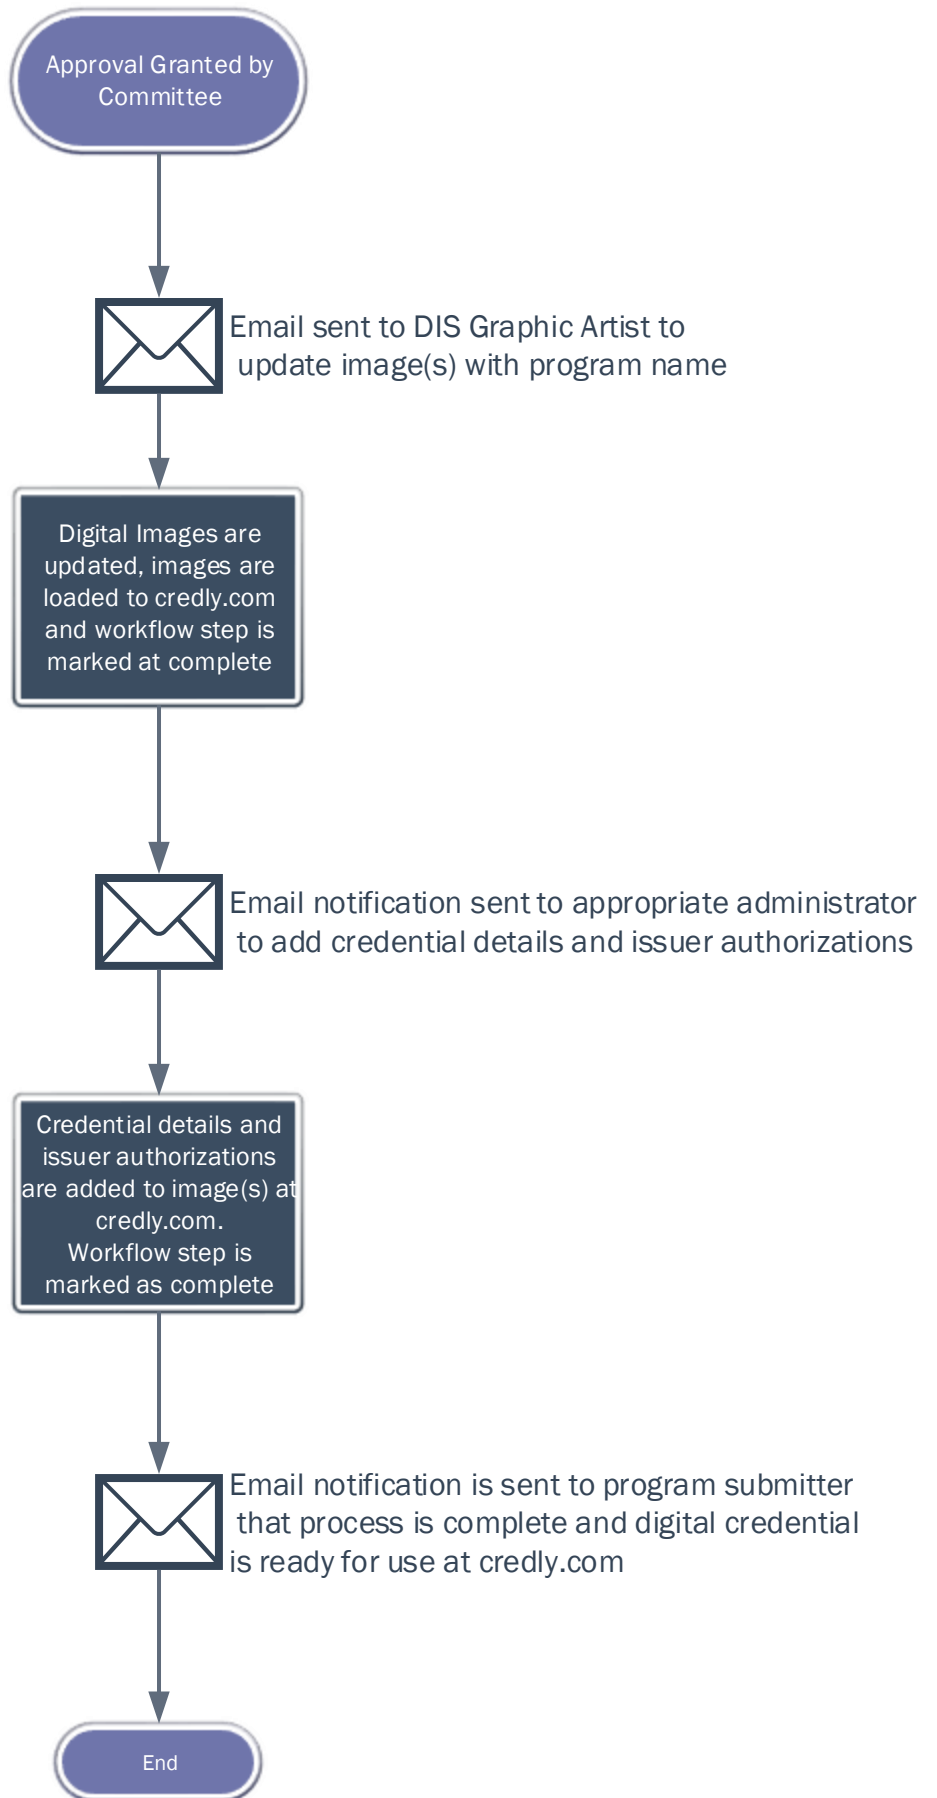 Approval Granted by
Committee
Email sent to DIS Graphic Artist to
update image(s) with program name
Digital Images are
updated, images are
loaded to credly.com
and workflow step is
marked at complete
Email notification sent to appropriate administrator
to add credential details and issuer authorizations
Credential details and
issuer authorizations
are added to image(s) at
credly.com.
Workflow step is
marked as complete
Email notification is sent to program submitter
that process is complete and digital credential
is ready for use at credly.com
End